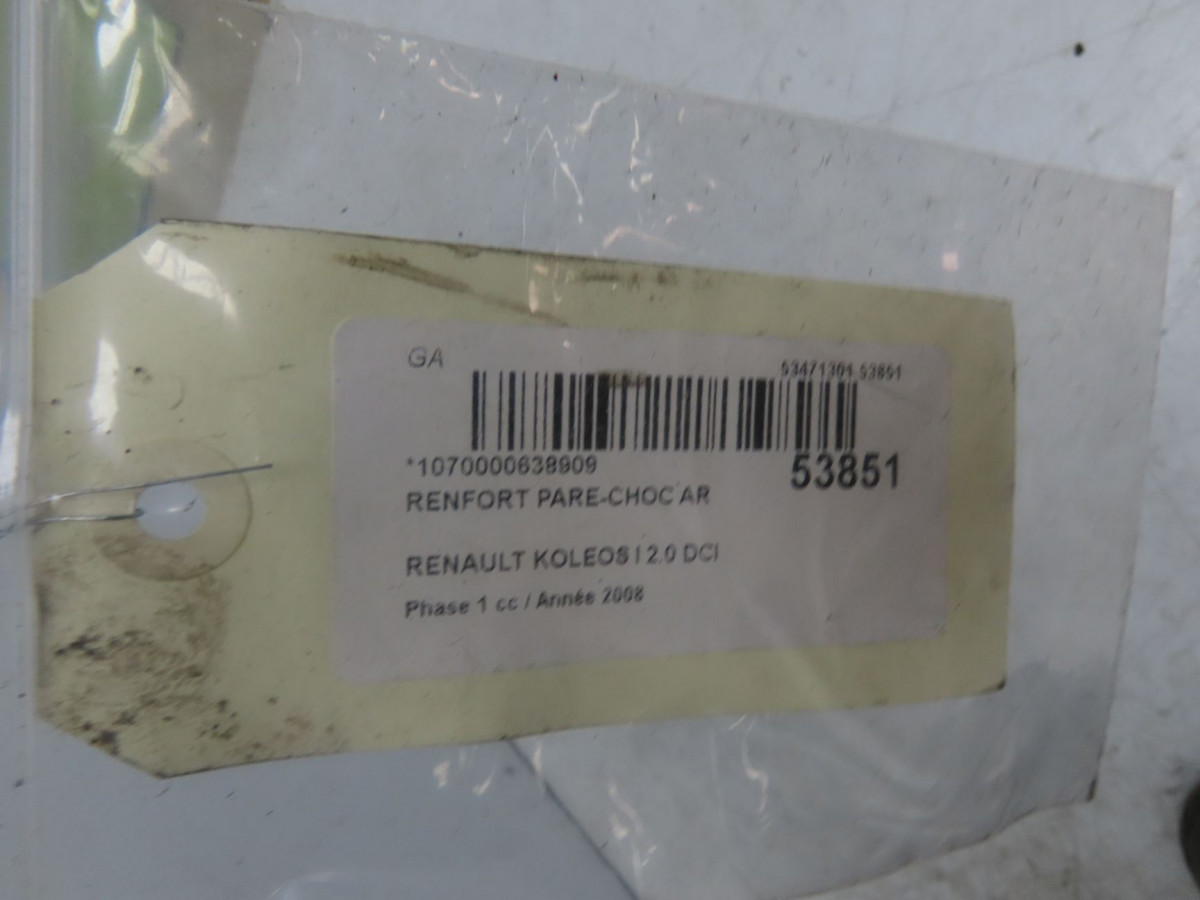 GA
53471301 53851
*1070000638909
53851
RENFORT PARE-CHOC AR
RENAULT KOLEOS I 2.0 DCI
Phase 1 cc / Année 2008